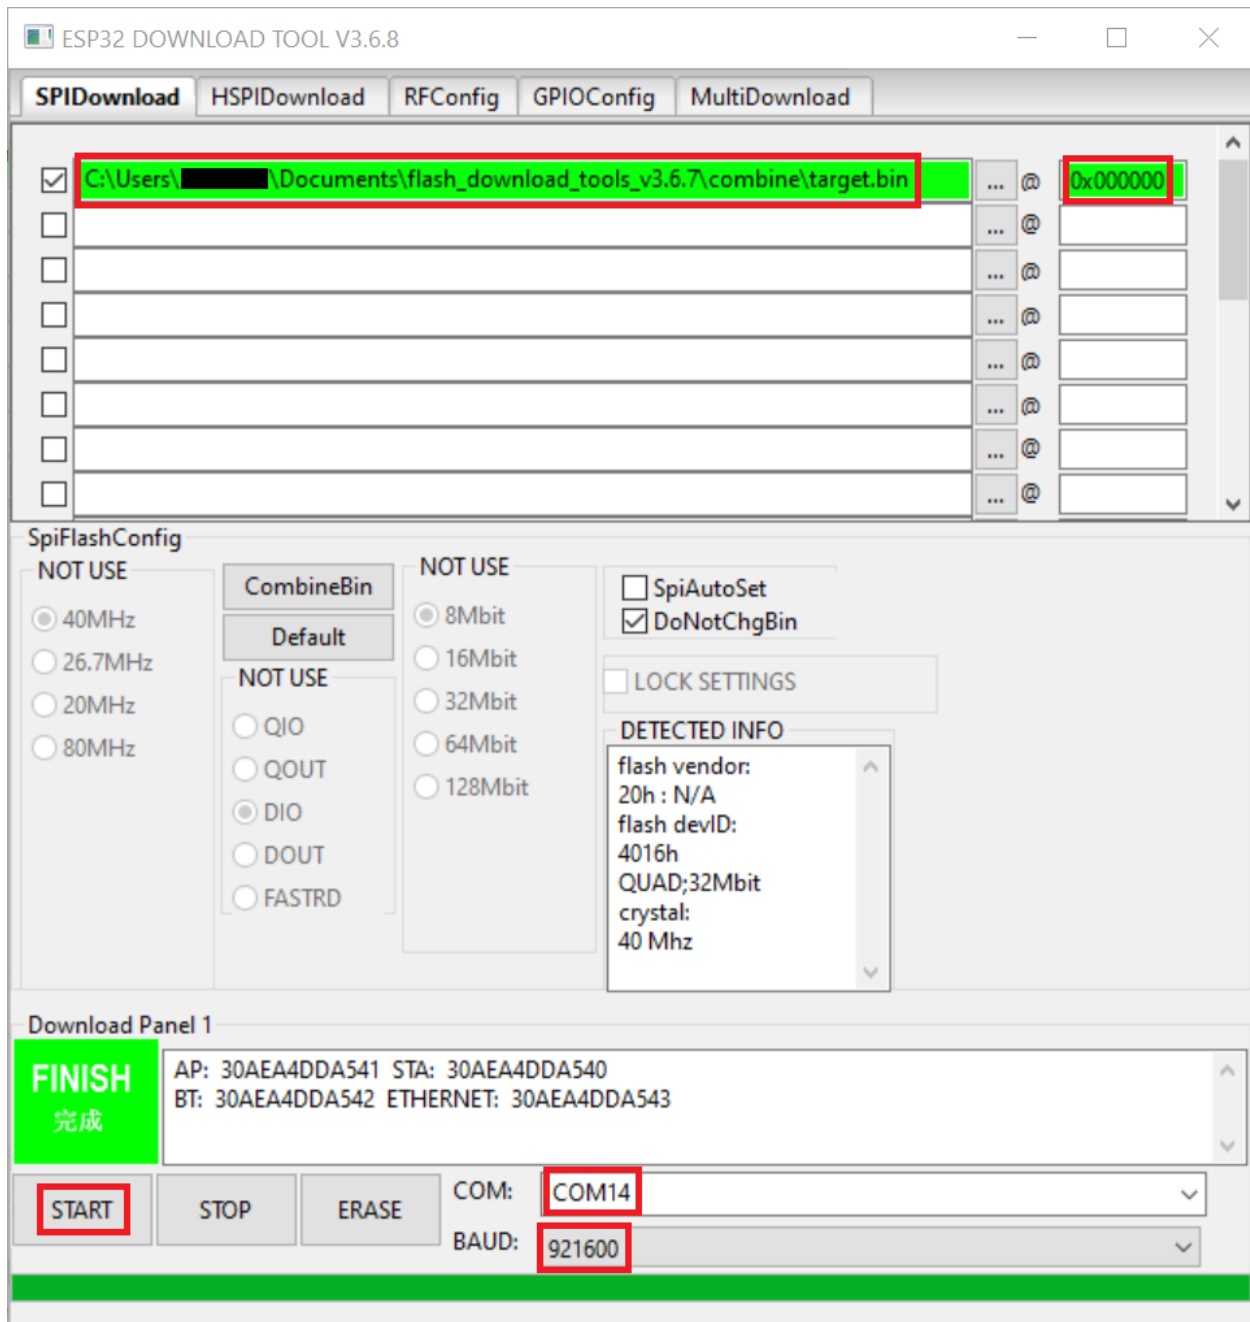 ESP32 DOWNLOAD TOOL V3.6.8
SPIDownload HSPIDownload RFConfig GPIOConfig MultiDownload
C:\Users\ \Documents\flash_download_tools_v3.6.7\combine\target.bin ... @ 0x000000
... @
... @
... @
... @
... @
... @
... @
SpiFlashConfig
NOT USE
40MHz
26.7MHz
20MHz
80MHz
CombineBin
Default
NOT USE
QIO
QOUT
DIO
DOUT
FASTRD
NOT USE
8Mbit
16Mbit
32Mbit
64Mbit
128Mbit
SpiAutoSet
DoNotChgBin
LOCK SETTINGS
DETECTED INFO
flash vendor:
20h : N/A
flash devID:
4016h
QUAD;32Mbit
crystal:
40 Mhz
Download Panel 1
FINISH
完成
AP: 30AEA4DDA541 STA: 30AEA4DDA540
BT: 30AEA4DDA542 ETHERNET: 30AEA4DDA543
START STOP ERASE
COM: COM14
BAUD: 921600